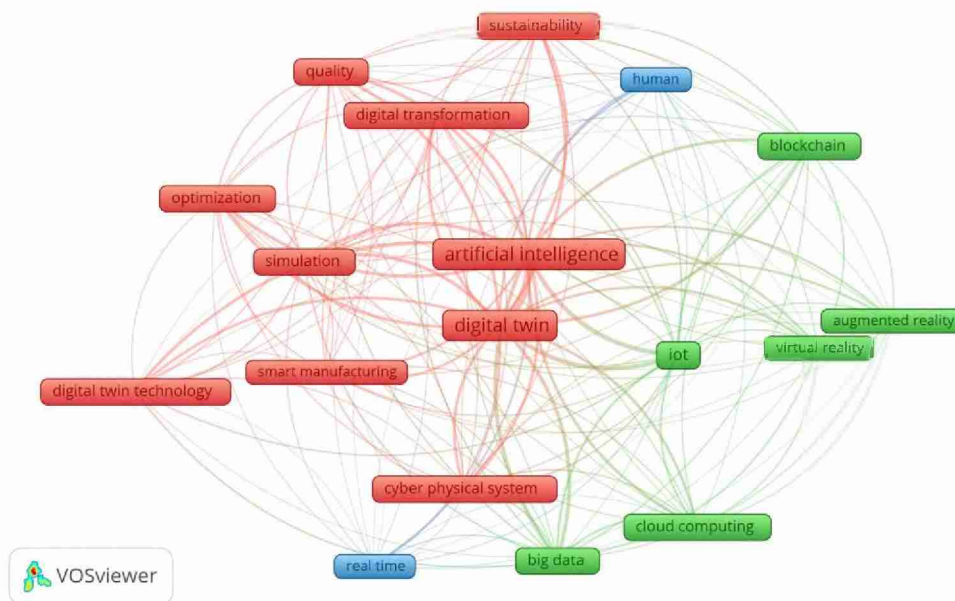 sustainability
quality
human
digital transformation
blockchain
optimization
artificial intelligence
simulation
digital twin
augmented reality
virtual reality
iot
smart manufacturing
digital twin technology
cyber physical system
cloud computing
big data
real time
VOSviewer